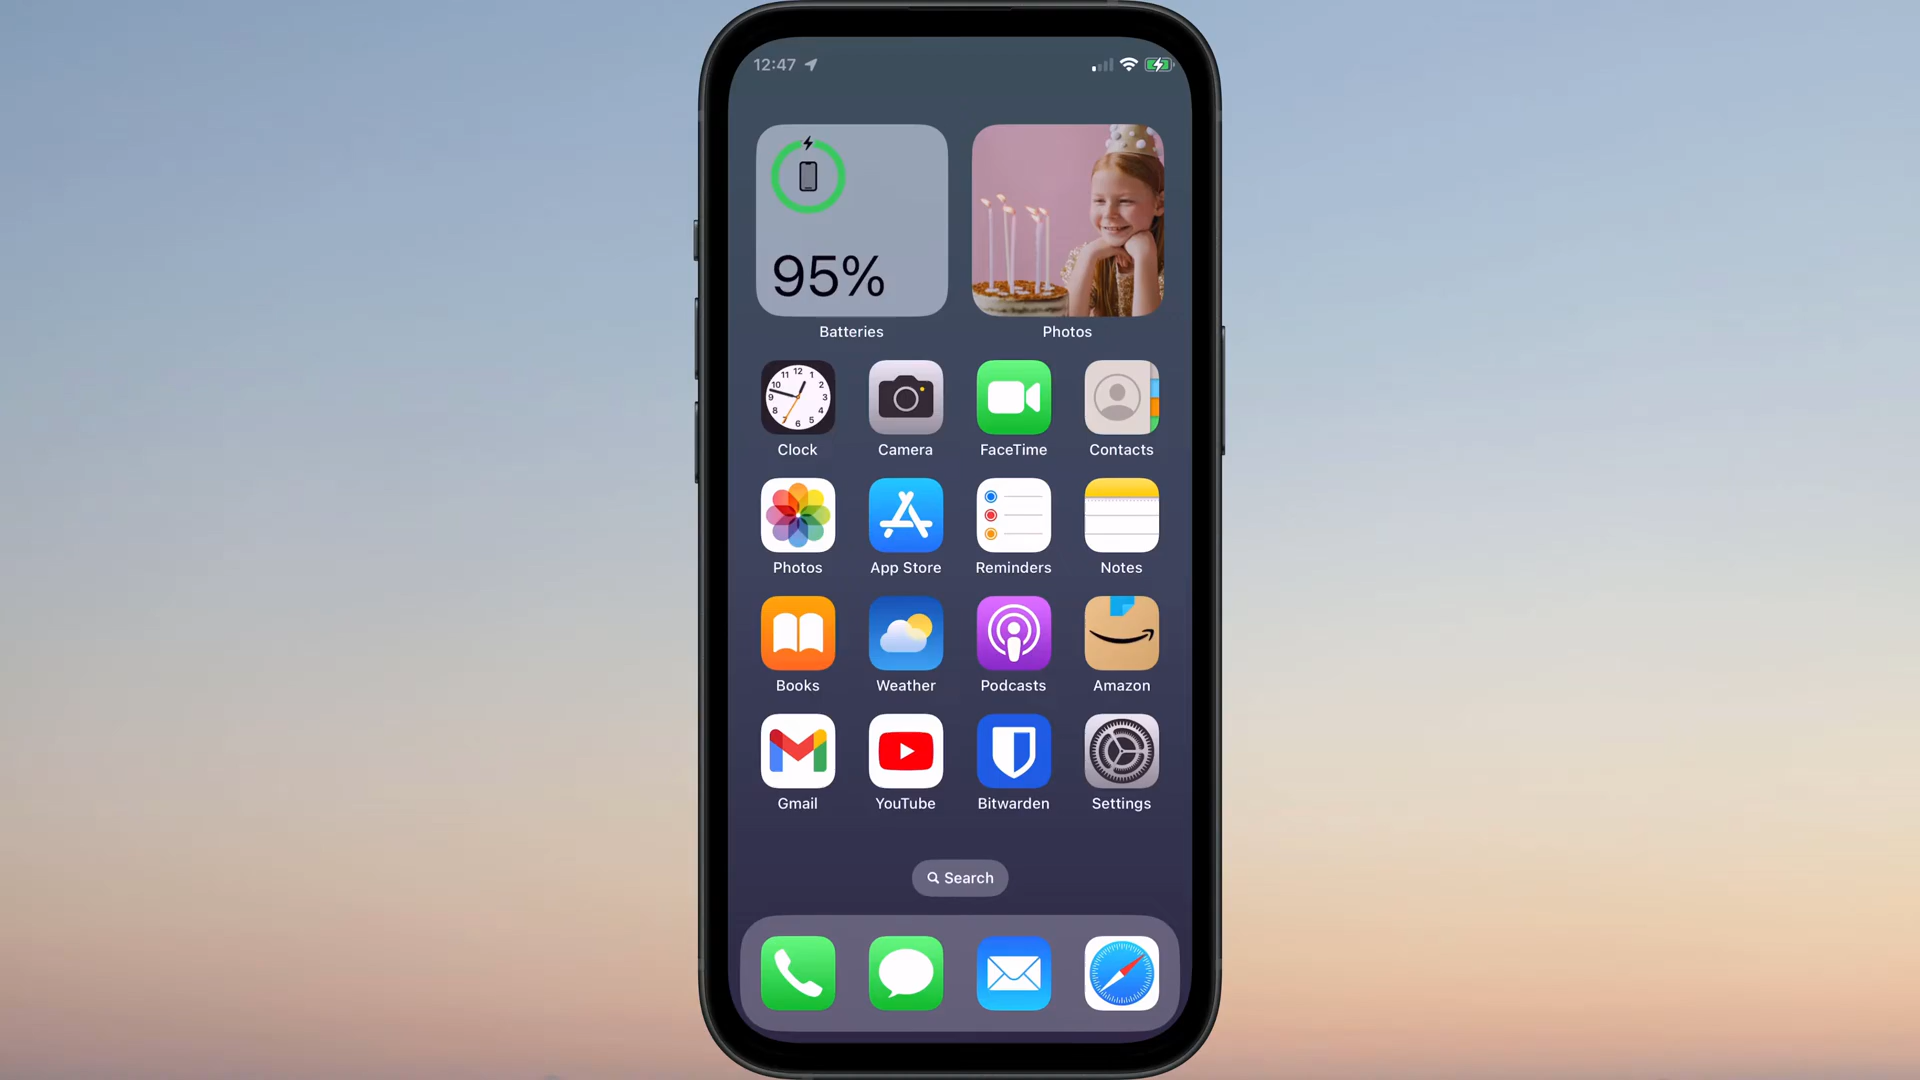 12:47
95%
Batteries Photos
Clock Camera FaceTime Contacts
Photos App Store Reminders Notes
Books Weather Podcasts Amazon
Gmail YouTube Bitwarden Settings
Search